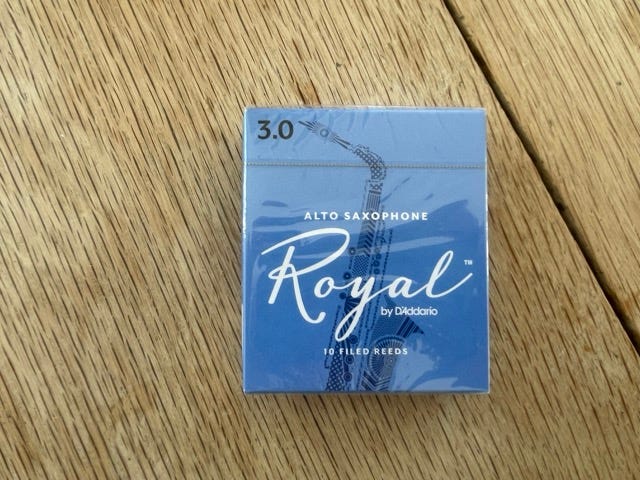 3.0
ALTO SAXOPHONE
Royal™
by D'Addario
10 FILED REEDS